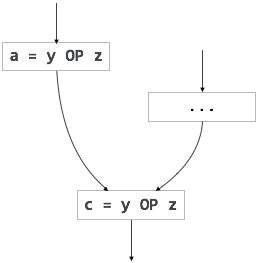 a = y OP z
...
c = y OP z